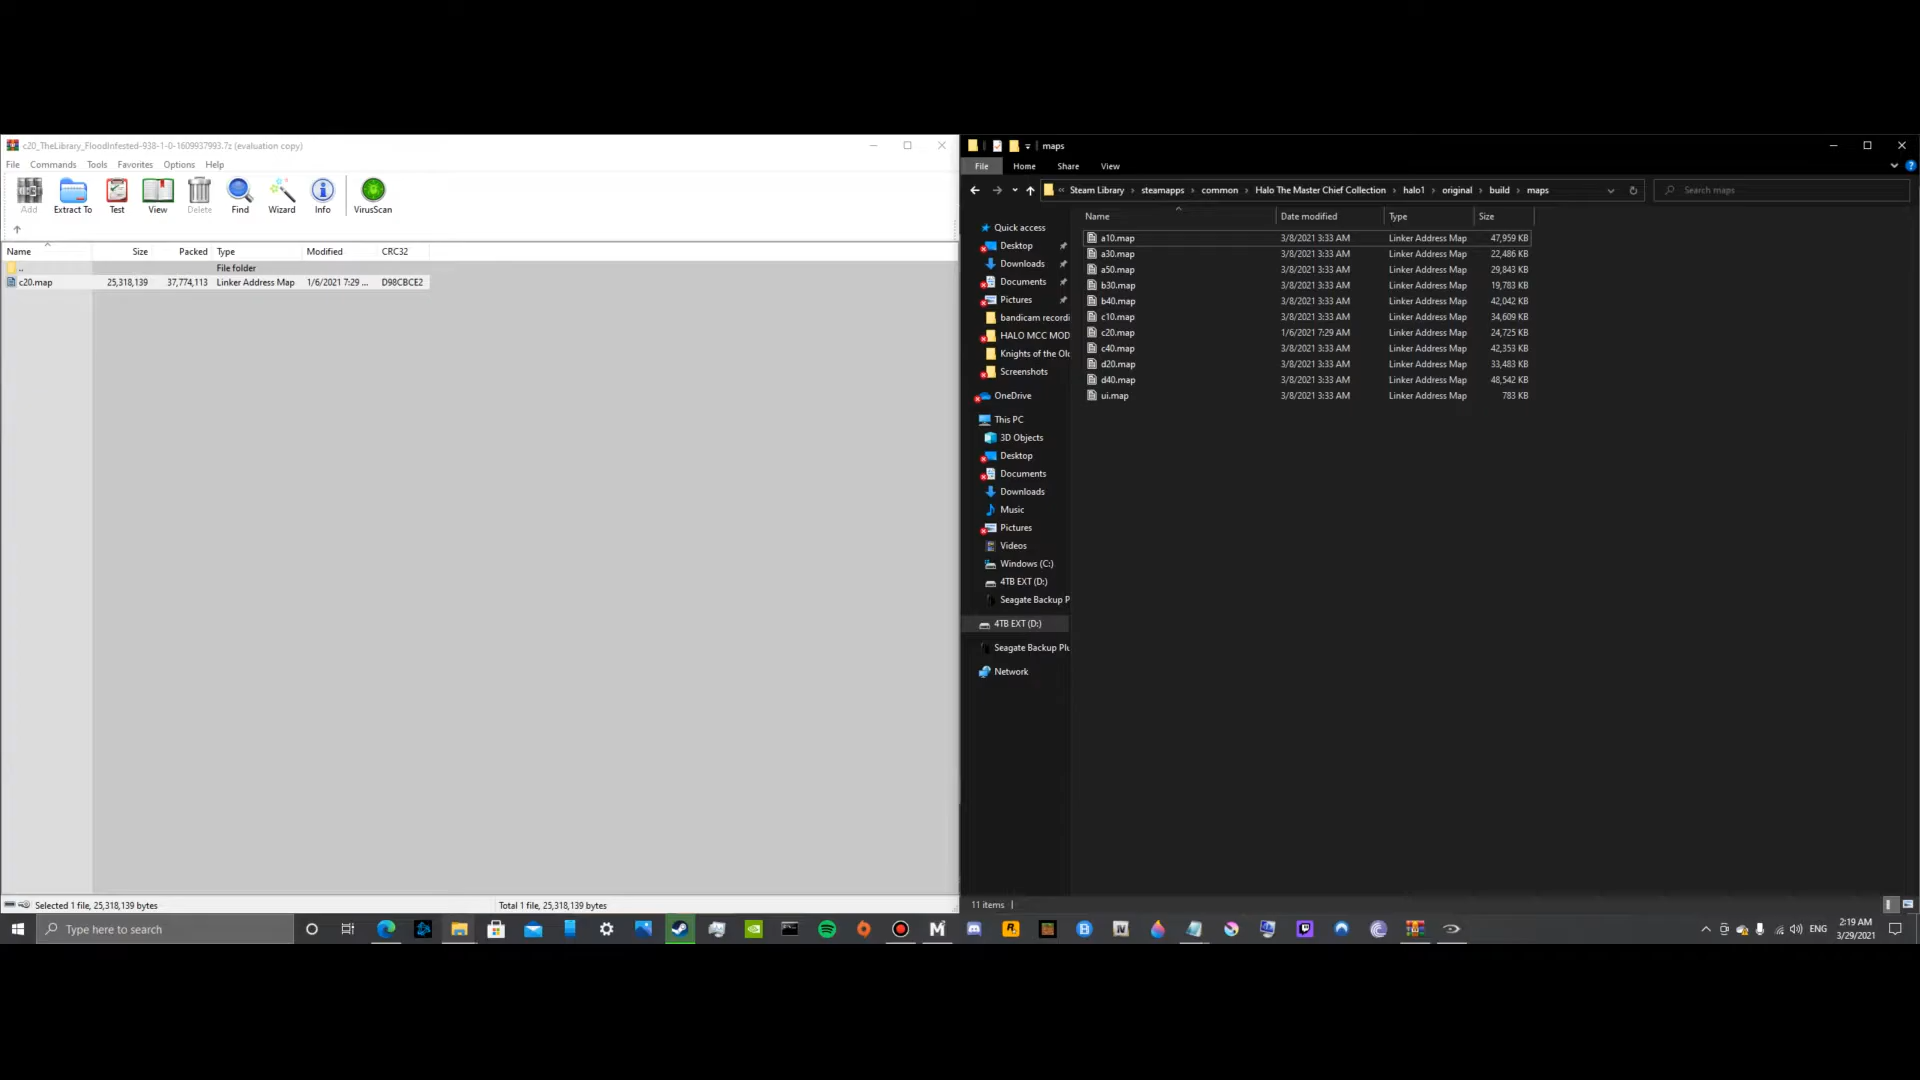 c20_TheLibrary_FloodInfested-938-1-0-1609937993.7z (evaluation copy)
File Commands Tools Favorites Options Help
Add Extract To Test View Delete Find Wizard Info VirusScan
Name Size Packed Type Modified CRC32
.. File folder
c20.map 25,318,139 37,774,113 Linker Address Map 1/6/2021 7:29 ... D98CBCE2
Selected 1 file, 25,318,139 bytes
Total 1 file, 25,318,139 bytes
maps
File Home Share View
« Steam Library › steamapps › common › Halo The Master Chief Collection › halo1 › original › build › maps
Search maps
Quick access
Desktop
Downloads
Documents
Pictures
bandicam recordi
HALO MCC MOD
Knights of the Old
Screenshots
OneDrive
This PC
3D Objects
Desktop
Documents
Downloads
Music
Pictures
Videos
Windows (C:)
4TB EXT (D:)
Seagate Backup P
4TB EXT (D:)
Seagate Backup Plu
Network
Name Date modified Type Size
a10.map 3/8/2021 3:33 AM Linker Address Map 47,959 KB
a30.map 3/8/2021 3:33 AM Linker Address Map 22,486 KB
a50.map 3/8/2021 3:33 AM Linker Address Map 29,843 KB
b30.map 3/8/2021 3:33 AM Linker Address Map 19,783 KB
b40.map 3/8/2021 3:33 AM Linker Address Map 42,042 KB
c10.map 3/8/2021 3:33 AM Linker Address Map 34,609 KB
c20.map 1/6/2021 7:29 AM Linker Address Map 24,725 KB
c40.map 3/8/2021 3:33 AM Linker Address Map 42,353 KB
d20.map 3/8/2021 3:33 AM Linker Address Map 33,483 KB
d40.map 3/8/2021 3:33 AM Linker Address Map 48,542 KB
ui.map 3/8/2021 3:33 AM Linker Address Map 783 KB
11 items
Type here to search
ENG
2:19 AM
3/29/2021